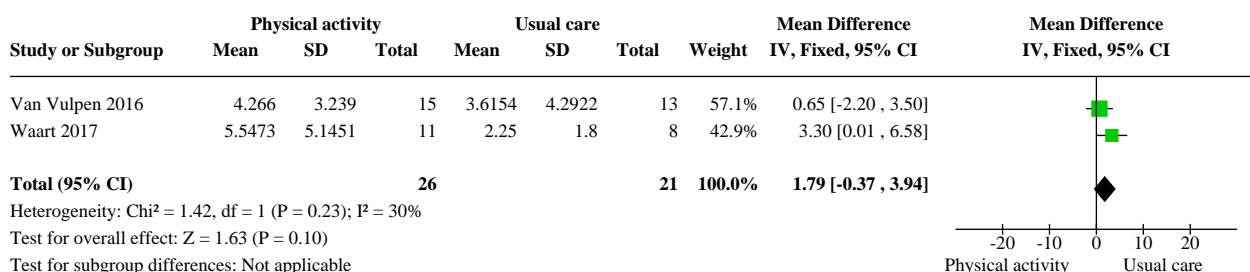 Physical activity Usual care Mean Difference Mean Difference
Study or Subgroup Mean SD Total Mean SD Total Weight IV, Fixed, 95% CI IV, Fixed, 95% CI
Van Vulpen 2016 4.266 3.239 15 3.6154 4.2922 13 57.1% 0.65 [-2.20 , 3.50]
Waart 2017 5.5473 5.1451 11 2.25 1.8 8 42.9% 3.30 [0.01 , 6.58]
Total (95% CI) 26 21 100.0% 1.79 [-0.37 , 3.94]
Heterogeneity: Chi² = 1.42, df = 1 (P = 0.23); I² = 30%
Test for overall effect: Z = 1.63 (P = 0.10)
-20 -10 0 10 20
Test for subgroup differences: Not applicable
Physical activity Usual care